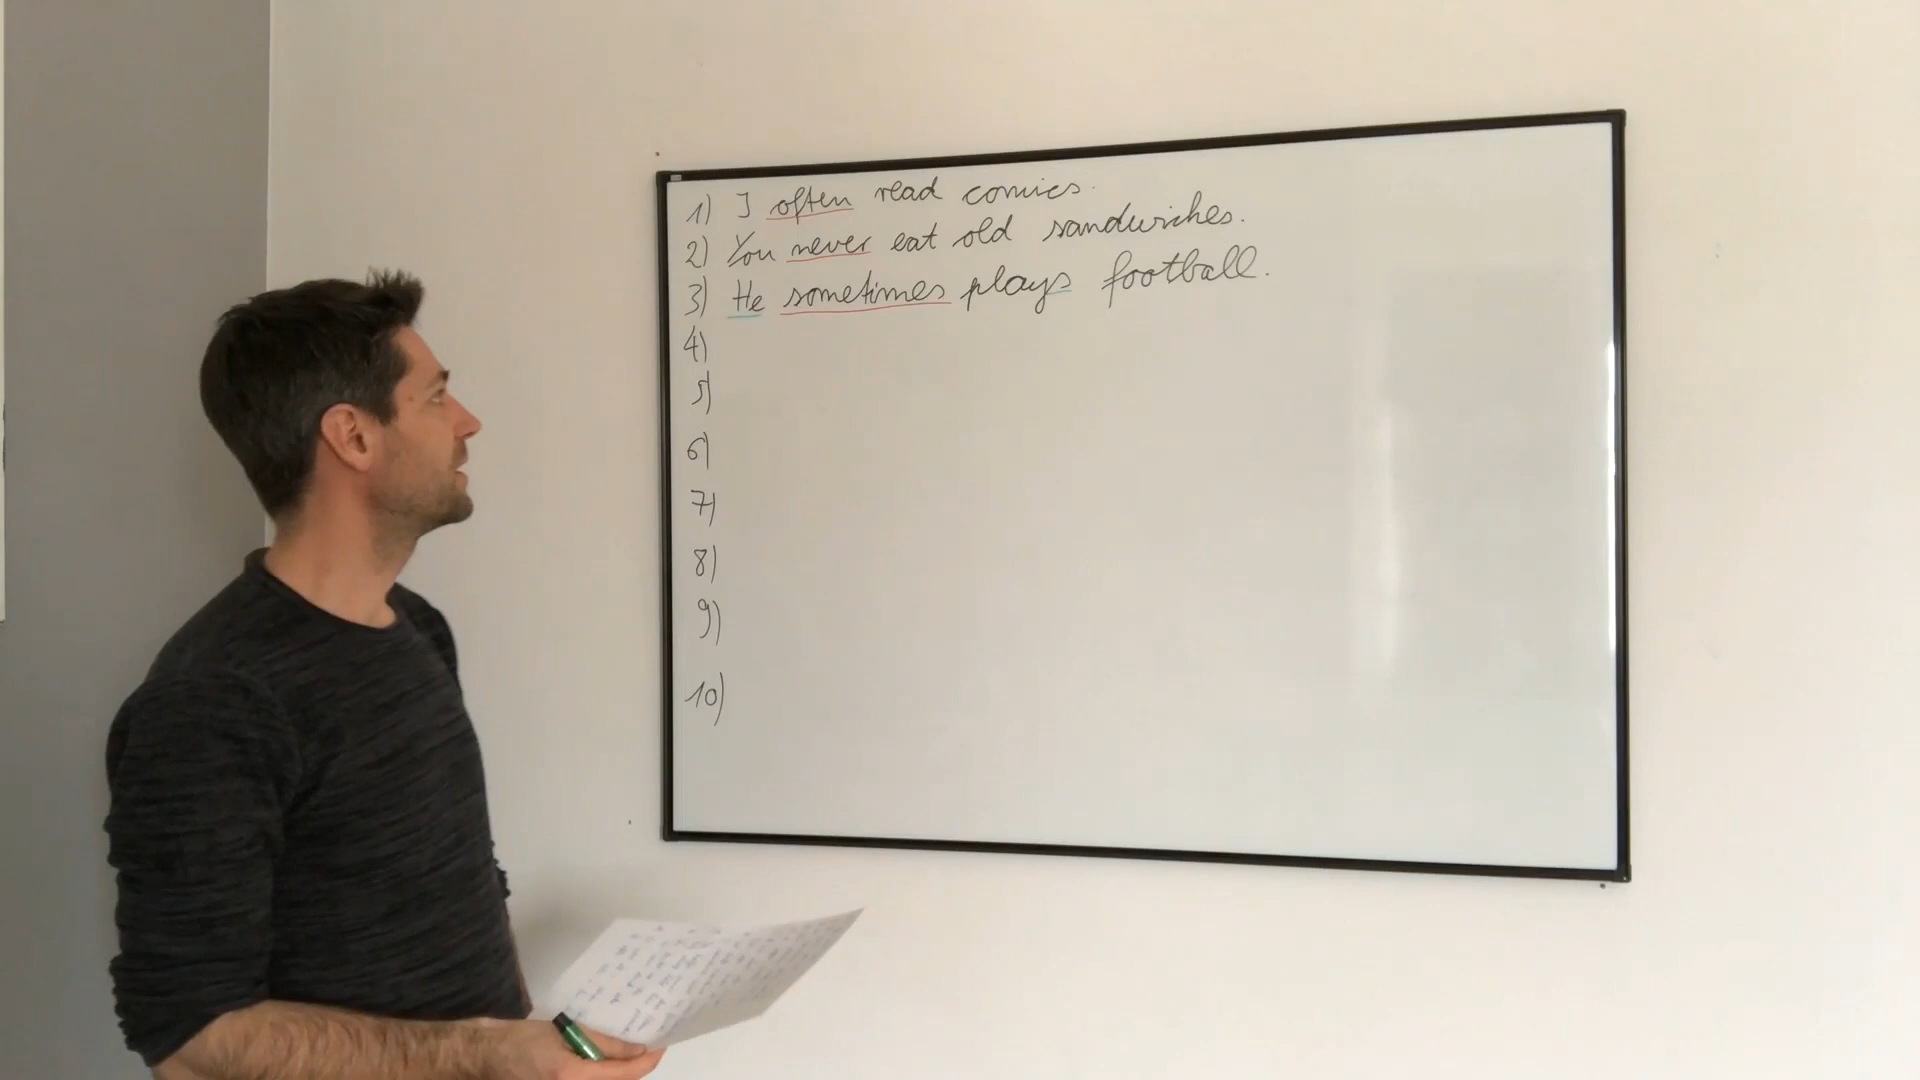 1) I often read comics.
2) You never eat old sandwiches.
3) He sometimes plays football.
4)
5)
6)
7)
8)
9)
10)